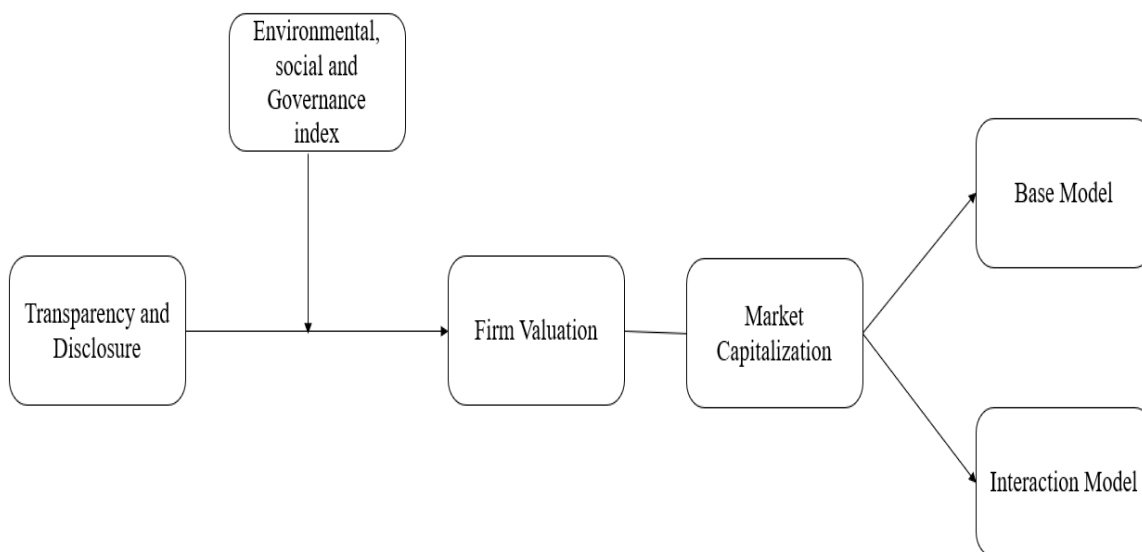 Environmental,
social and
Governance
index
Transparency and
Disclosure
Firm Valuation
Market
Capitalization
Base Model
Interaction Model